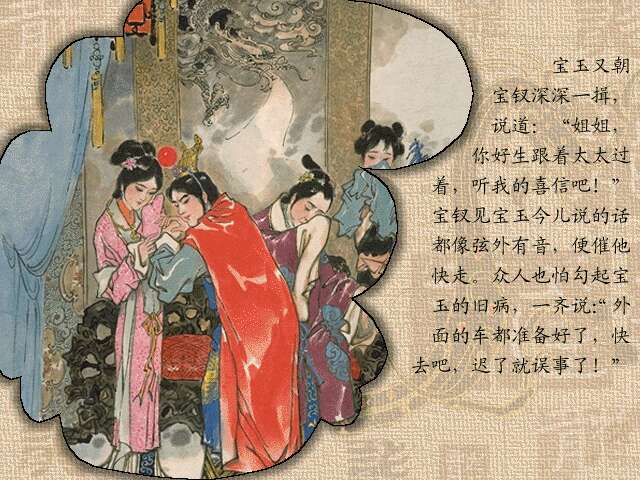 宝玉又朝
宝钗深深一揖，
说道：“姐姐，
你好生跟着太太过
着，听我的喜信吧！”
宝钗见宝玉今儿说的话
都像弦外有音，便催他
快走。众人也怕勾起宝
玉的旧病，一齐说：“外
面的车都准备好了，快
去吧，迟了就误事了！”